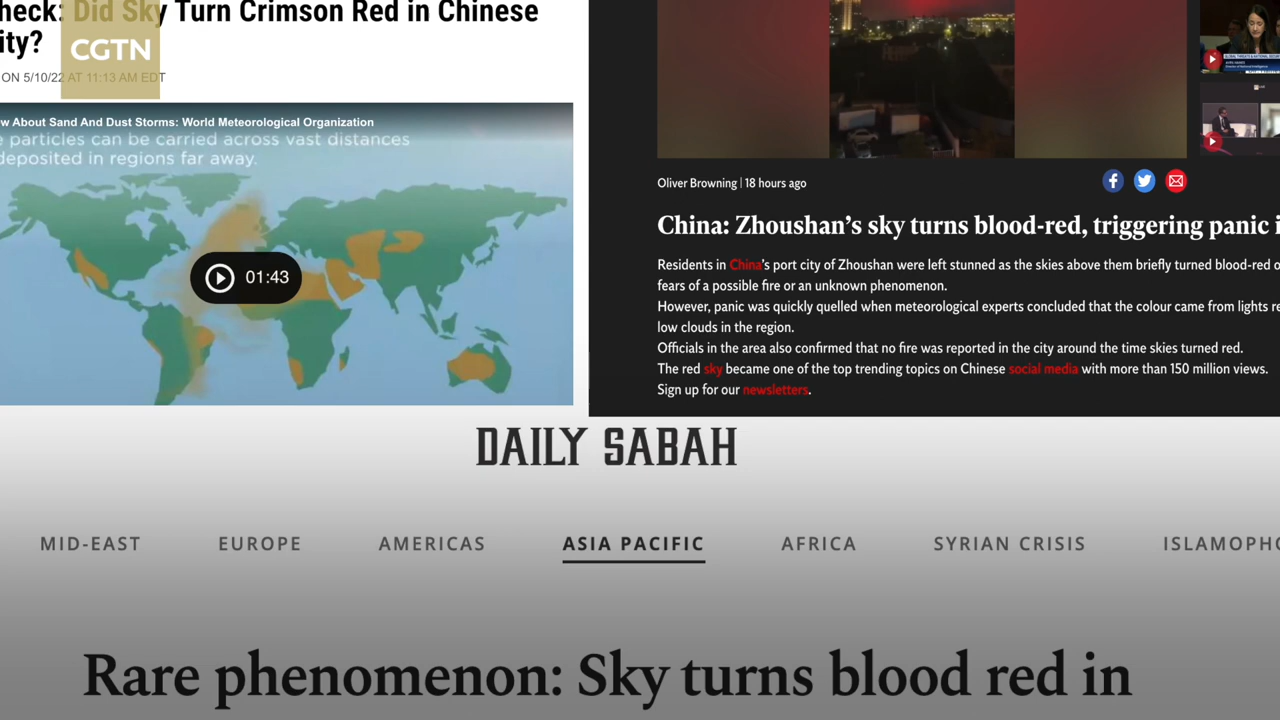 heck: Did Sky Turn Crimson Red in Chinese
ity?
CGTN
ON 5/10/22 AT 11:13 AM EDT
w About Sand And Dust Storms: World Meteorological Organization
e particles can be carried across vast distances
deposited in regions far away.
01:43
Oliver Browning | 18 hours ago
China: Zhoushan’s sky turns blood-red, triggering panic i
Residents in China’s port city of Zhoushan were left stunned as the skies above them briefly turned blood-red o
fears of a possible fire or an unknown phenomenon.
However, panic was quickly quelled when meteorological experts concluded that the colour came from lights re
low clouds in the region.
Officials in the area also confirmed that no fire was reported in the city around the time skies turned red.
The red sky became one of the top trending topics on Chinese social media with more than 150 million views.
Sign up for our newsletters.
DAILY SABAH
MID-EAST EUROPE AMERICAS ASIA PACIFIC AFRICA SYRIAN CRISIS ISLAMOPHO
Rare phenomenon: Sky turns blood red in